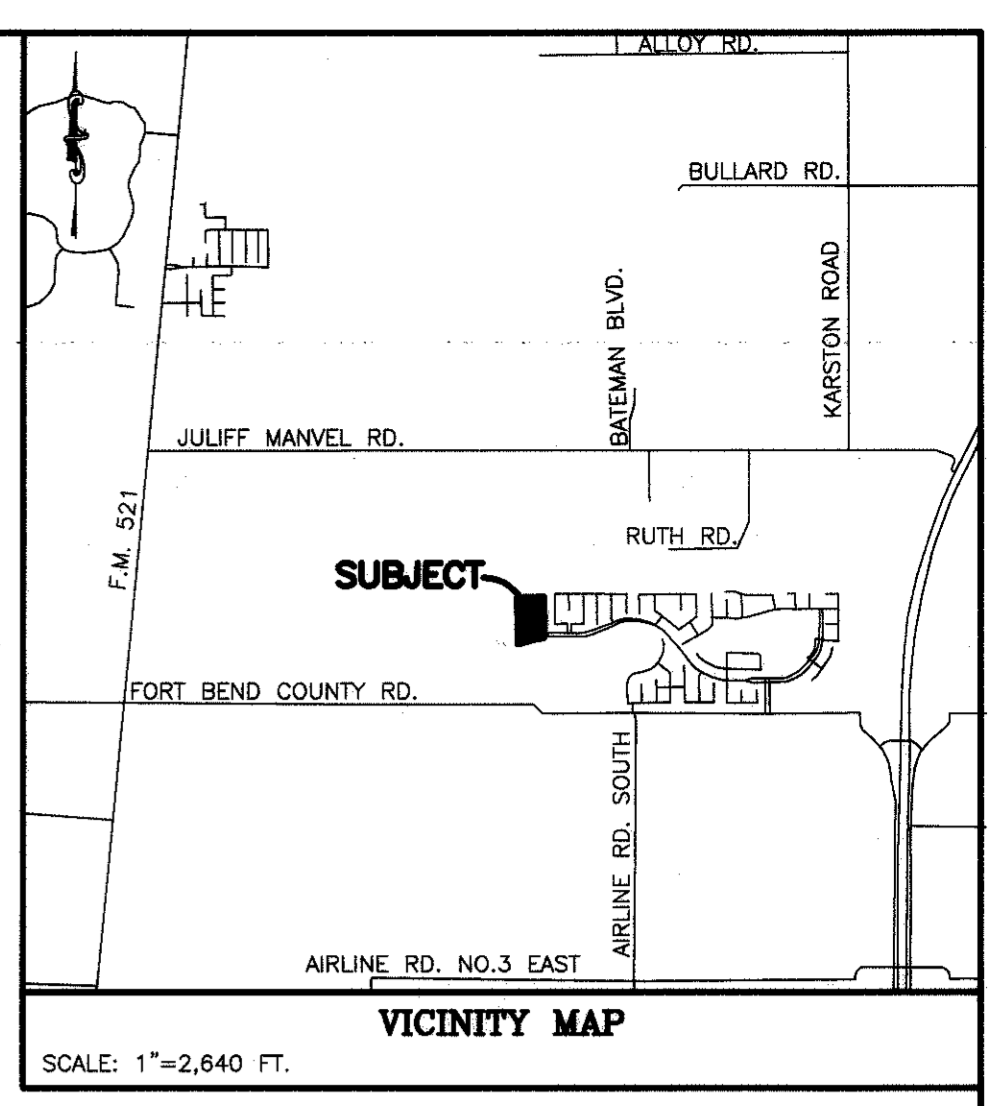 ALLOY RD.
BULLARD RD.
KARSTON ROAD
BATEMAN BLVD.
JULIFF MANVEL RD.
F.M. 521
RUTH RD.
SUBJECT
FORT BEND COUNTY RD.
AIRLINE RD. SOUTH
AIRLINE RD. NO.3 EAST
VICINITY MAP
SCALE: 1"=2,640 FT.